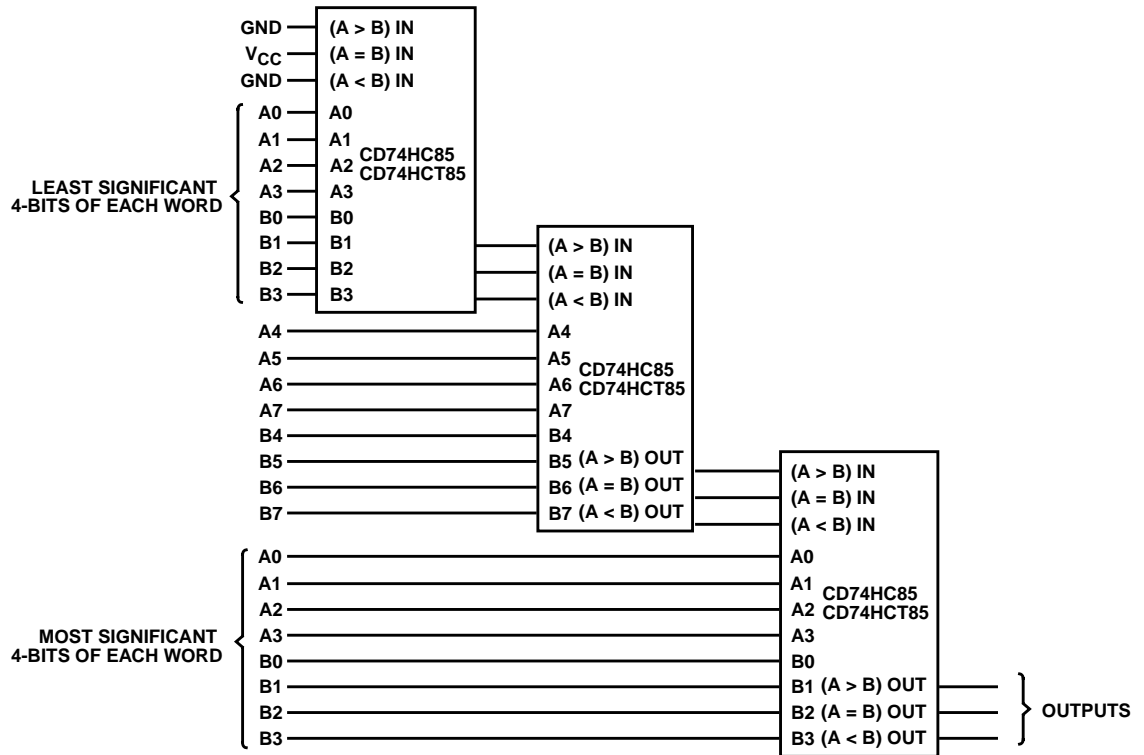 GND (A > B) IN
VCC (A = B) IN
GND (A < B) IN
A0 A0
A1 A1
CD74HC85
A2 A2 CD74HCT85
A3 A3
LEAST SIGNIFICANT
4-BITS OF EACH WORD
B0 B0
B1 B1
B2 B2
B3 B3
(A > B) IN
(A = B) IN
(A < B) IN
A4 A4
A5 A5
CD74HC85
A6 A6 CD74HCT85
A7 A7
B4 B4
B5 B5 (A > B) OUT
B6 B6 (A = B) OUT
B7 B7 (A < B) OUT
(A > B) IN
(A = B) IN
(A < B) IN
A0 A0
A1 A1
CD74HC85
A2 A2 CD74HCT85
A3 A3
MOST SIGNIFICANT
4-BITS OF EACH WORD
B0 B0
B1 B1 (A > B) OUT
B2 B2 (A = B) OUT
B3 B3 (A < B) OUT
OUTPUTS